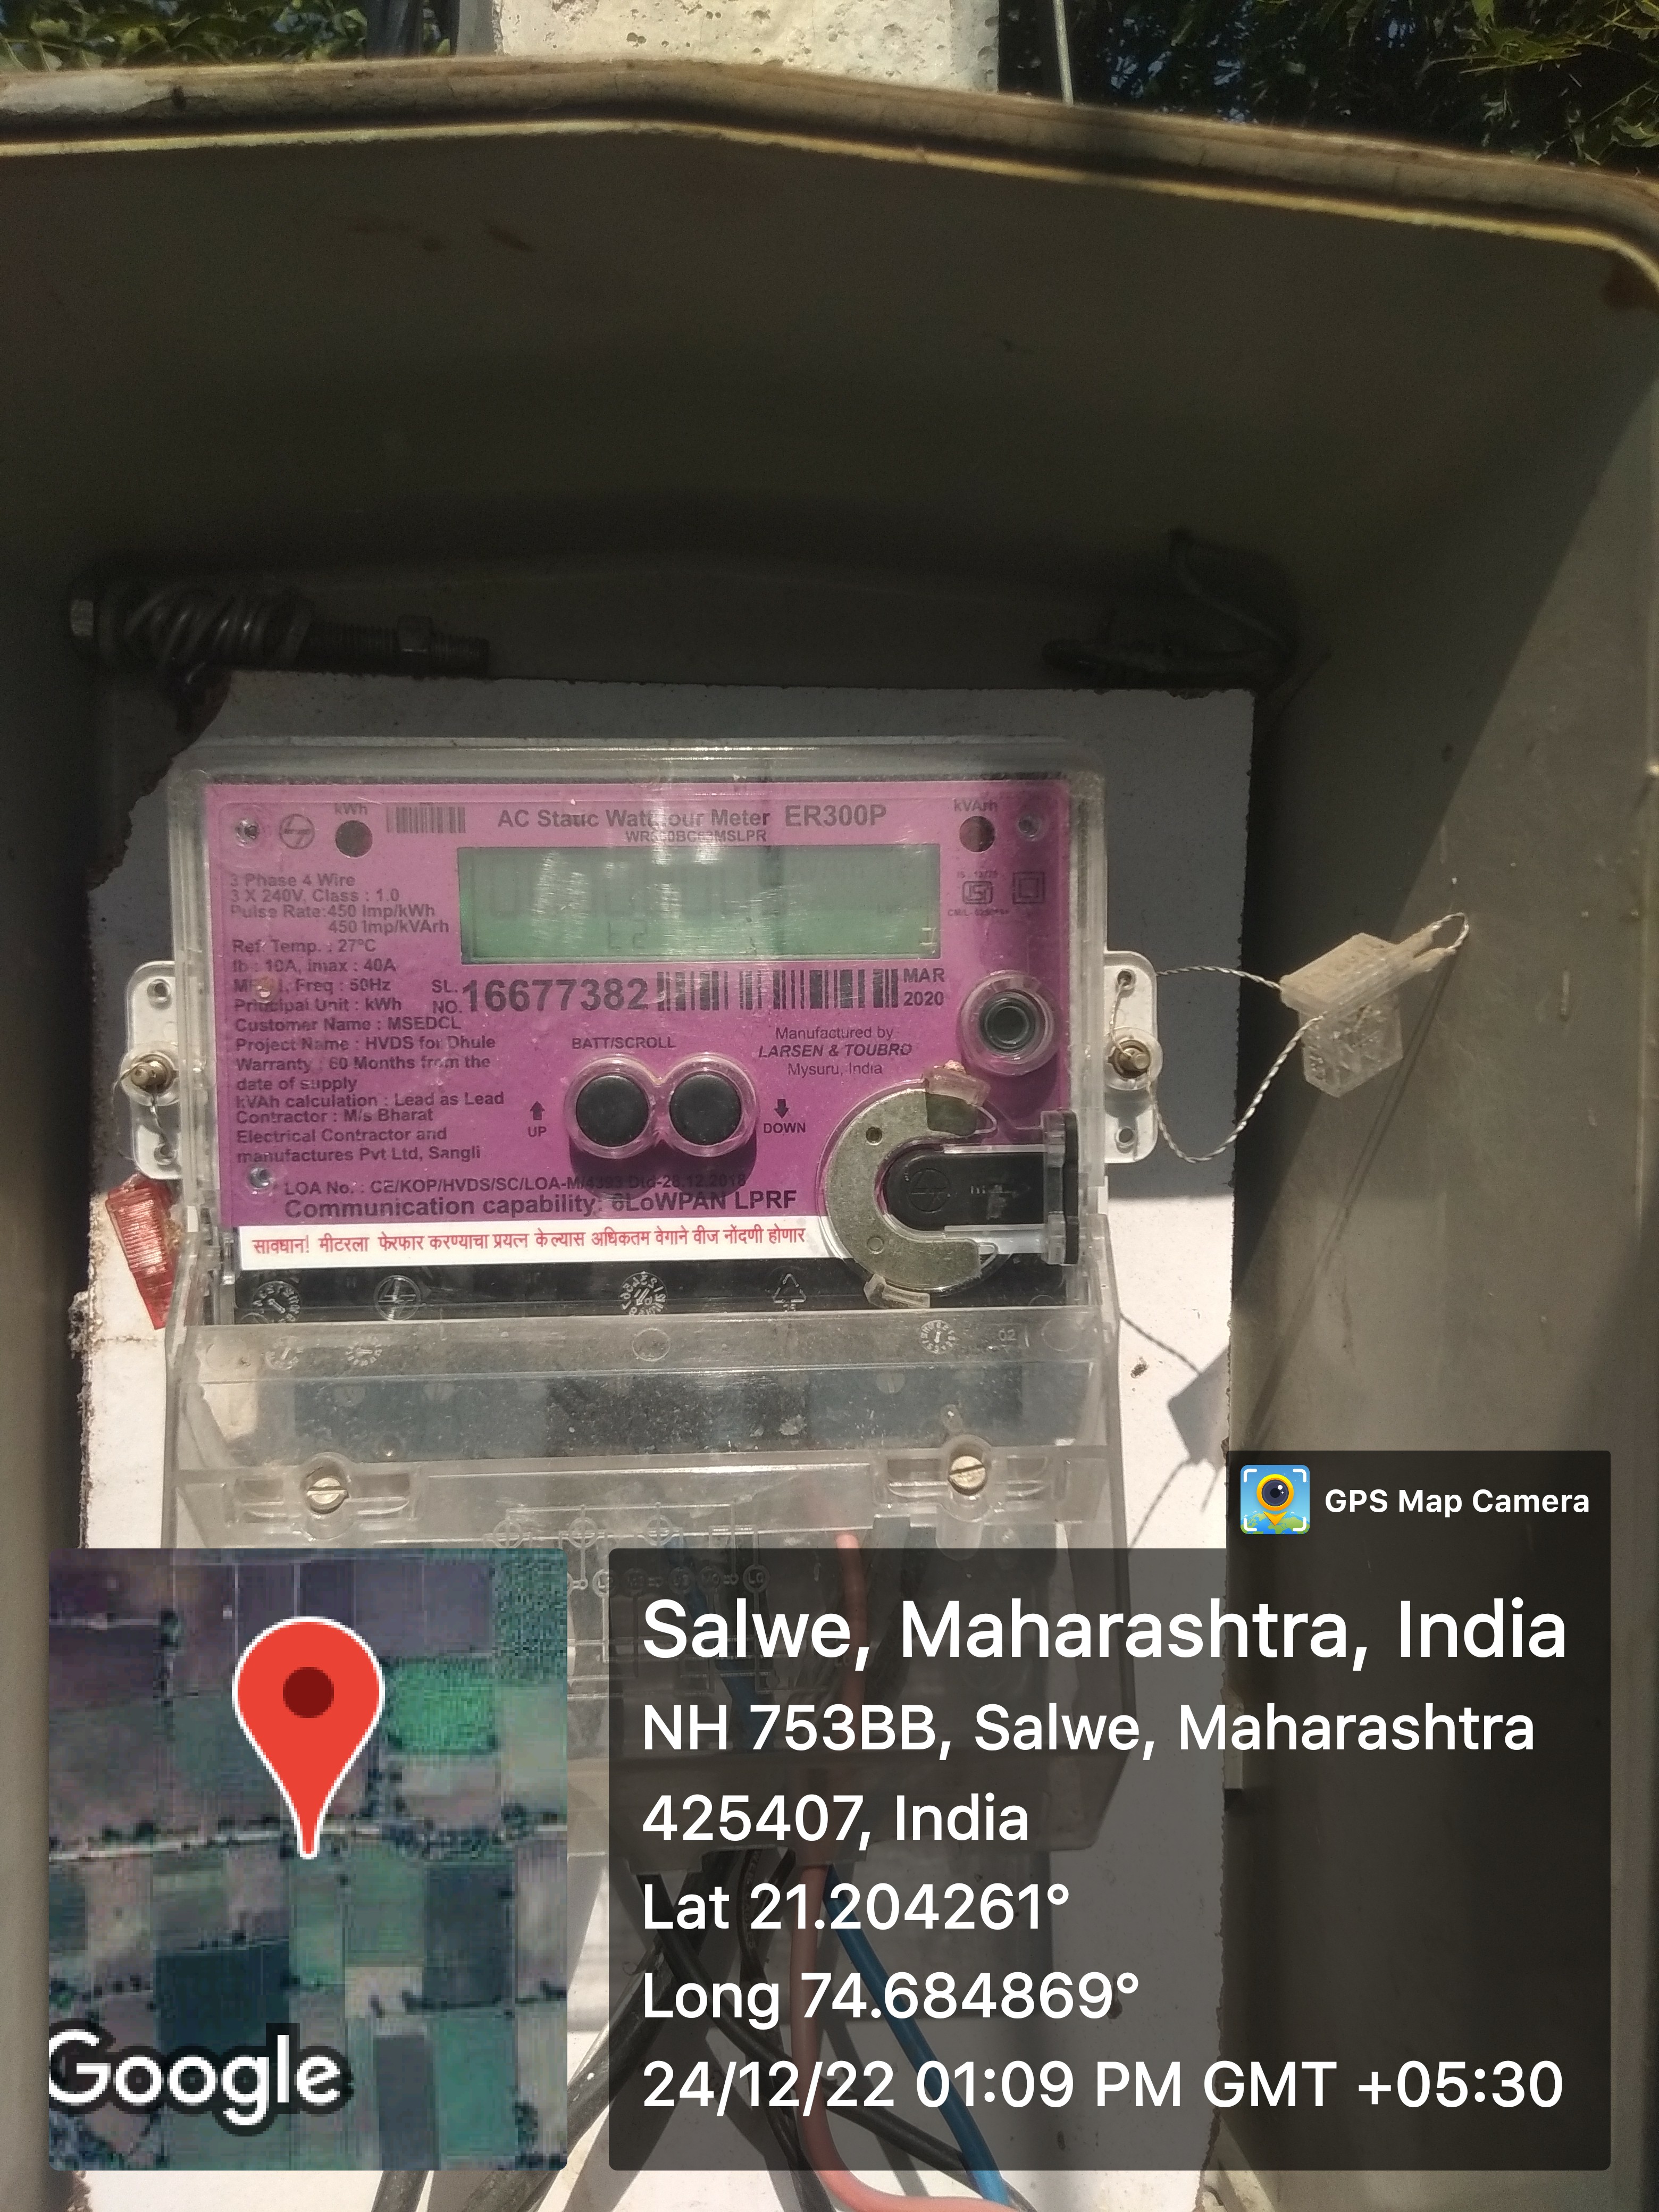 kWh
AC Static Watthour Meter ER300P
kVArh
3 Phase 4 Wire
3 X 240V, Class : 1.0
Pulse Rate:450 Imp/kWh
450 Imp/kVArh
Ref. Temp. : 27°C
Ib : 10A, Imax : 40A
Freq : 50Hz
Principal Unit : kWh
Customer Name : MSEDCL
Project Name : HVDS for Dhule
Warranty : 60 Months from the
date of supply
kVAh calculation : Lead as Lead
Contractor : M/s Bharat
Electrical Contractor and
manufactures Pvt Ltd, Sangli
SL.
NO. 16677382
MAR
2020
BATT/SCROLL
UP
DOWN
Manufactured by
LARSEN & TOUBRO
Mysuru, India
LOA No. : CE/KOP/HVDS/SC/LOA-M/4393 Dtd-28.12.2018
Communication capability: 6LoWPAN LPRF
सावधान! मीटरला फेरफार करण्याचा प्रयत्न केल्यास अधिकतम वेगाने वीज नोंदणी होणार
GPS Map Camera
Salwe, Maharashtra, India
NH 753BB, Salwe, Maharashtra
425407, India
Lat 21.204261°
Long 74.684869°
24/12/22 01:09 PM GMT +05:30
Google